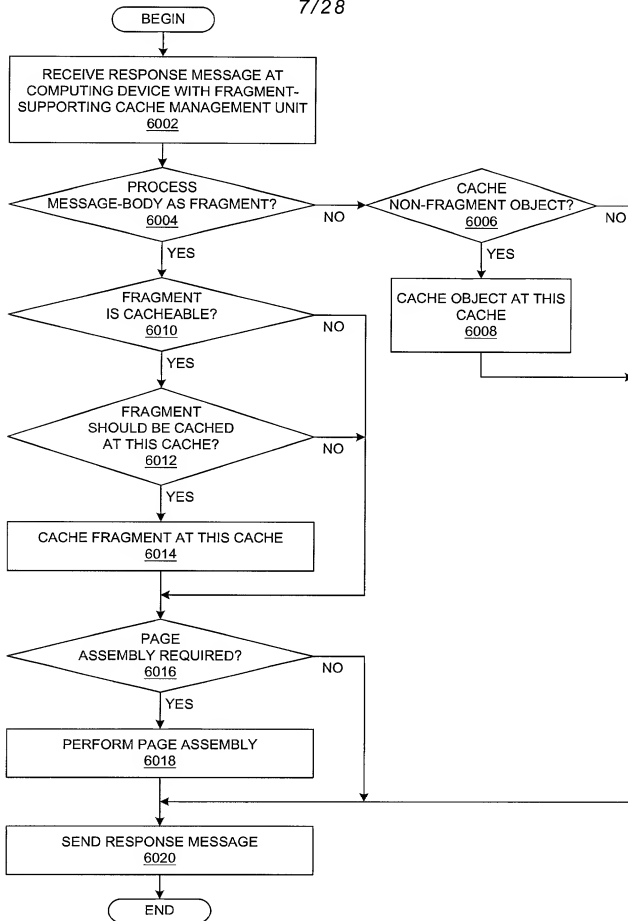 7/28
BEGIN
RECEIVE RESPONSE MESSAGE AT
COMPUTING DEVICE WITH FRAGMENT-
SUPPORTING CACHE MANAGEMENT UNIT
6002
PROCESS
MESSAGE-BODY AS FRAGMENT?
6004
NO
YES
CACHE
NON-FRAGMENT OBJECT?
6006
NO
YES
CACHE OBJECT AT THIS
CACHE
6008
FRAGMENT
IS CACHEABLE?
6010
NO
YES
FRAGMENT
SHOULD BE CACHED
AT THIS CACHE?
6012
NO
YES
CACHE FRAGMENT AT THIS CACHE
6014
PAGE
ASSEMBLY REQUIRED?
6016
NO
YES
PERFORM PAGE ASSEMBLY
6018
SEND RESPONSE MESSAGE
6020
END